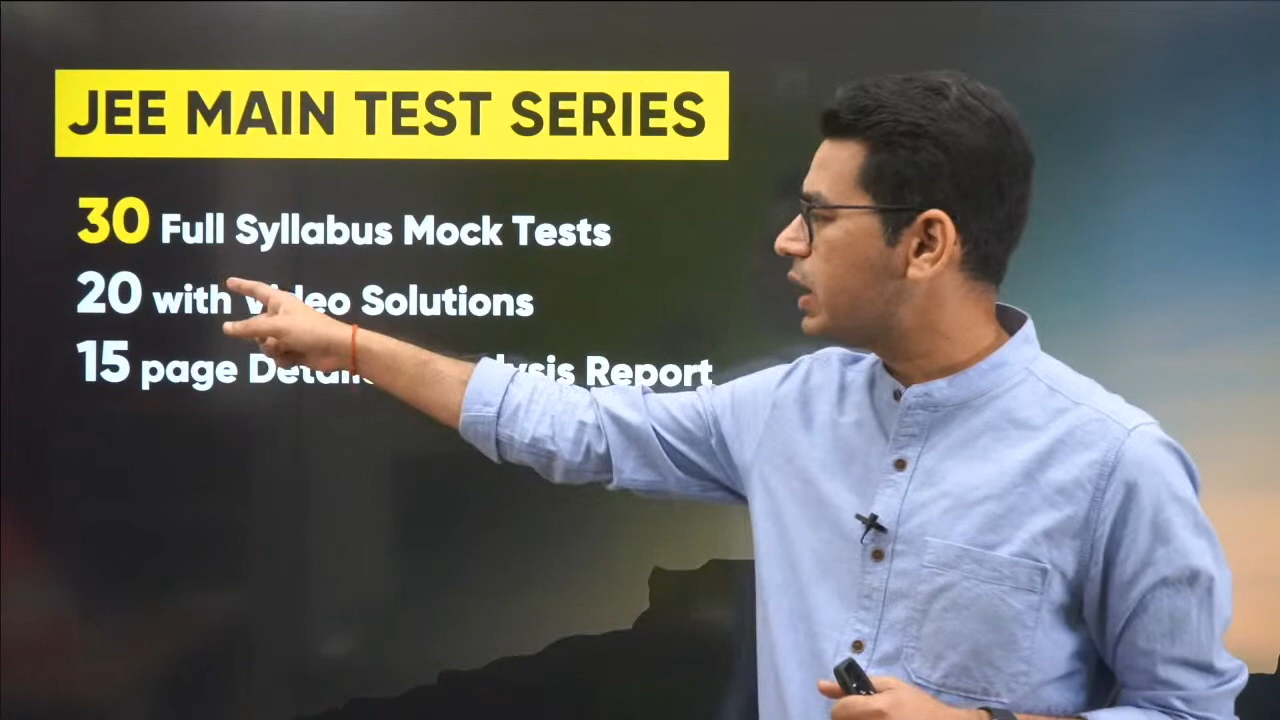 JEE MAIN TEST SERIES
30 Full Syllabus Mock Tests
20 with Video Solutions
15 page Report